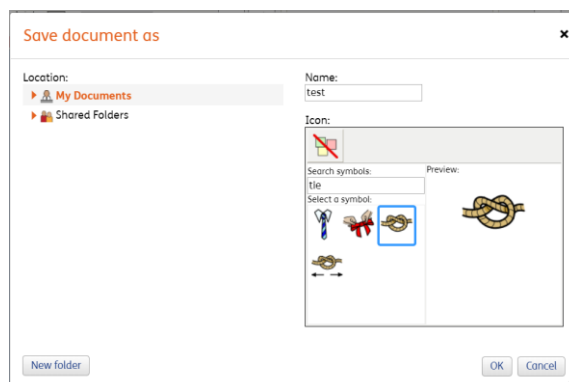 Save document as
Location:
My Documents
Shared Folders
Name:
test
Icon:
Search symbols:
tie
Select a symbol:
Preview:
New folder
OK
Cancel